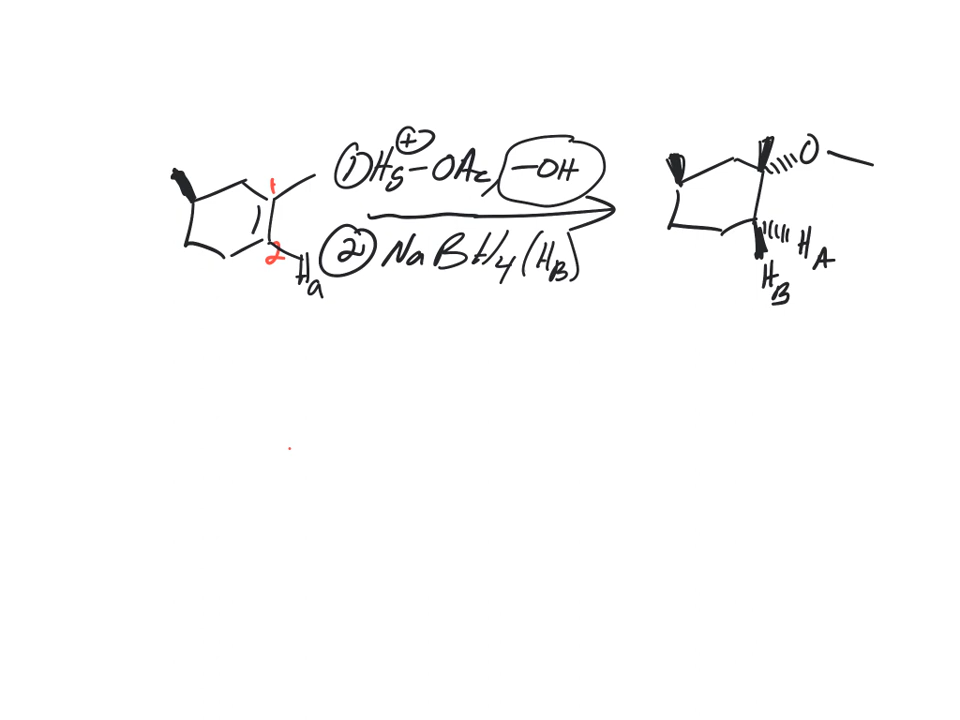 ① Hg⊕-OAc, -OH
② NaBH4 (HB)
1
2
Ha
O
HA
HB